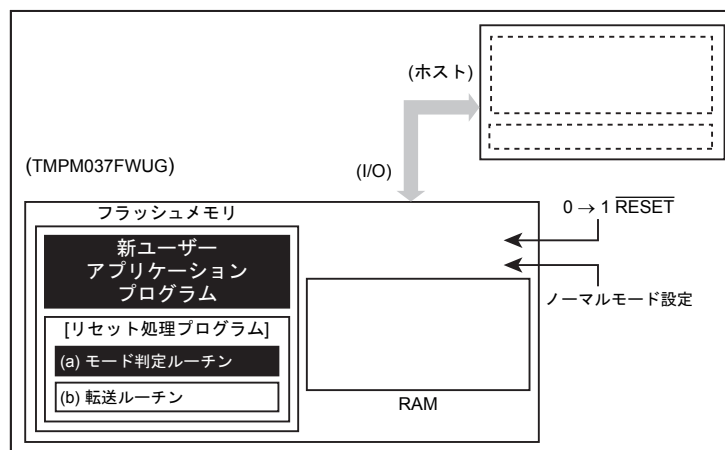 (ホスト)
(TMPM037FWUG)
(I/O)
0 → 1 RESET
フラッシュメモリ
新ユーザー
アプリケーション
プログラム
ノーマルモード設定
[リセット処理プログラム]
(a) モード判定ルーチン
(b) 転送ルーチン
RAM